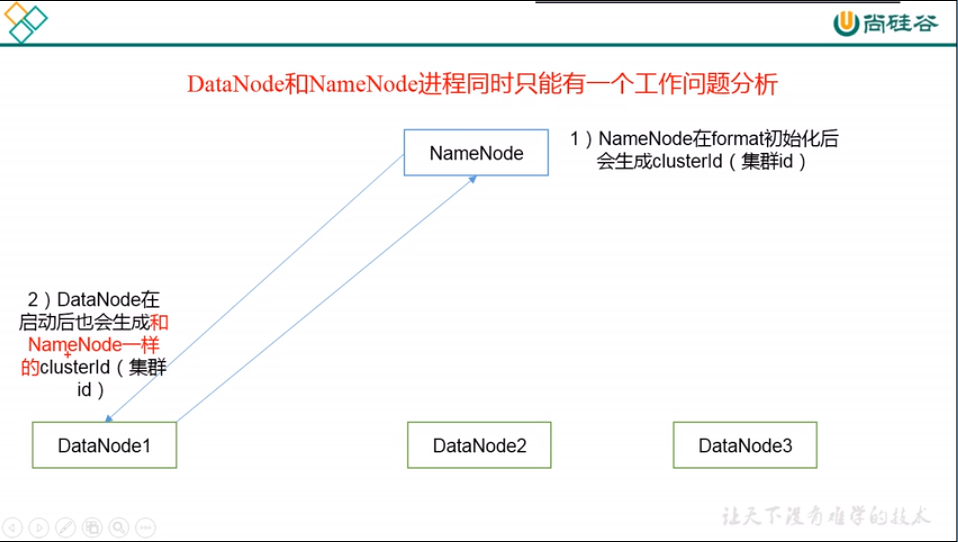 尚硅谷
DataNode和NameNode进程同时只能有一个工作问题分析
NameNode
1）NameNode在format初始化后
会生成clusterId（集群id）
2）DataNode在
启动后也会生成和
NameNode一样
的clusterId（集群
id）
DataNode1
DataNode2
DataNode3
让天下没有难学的技术